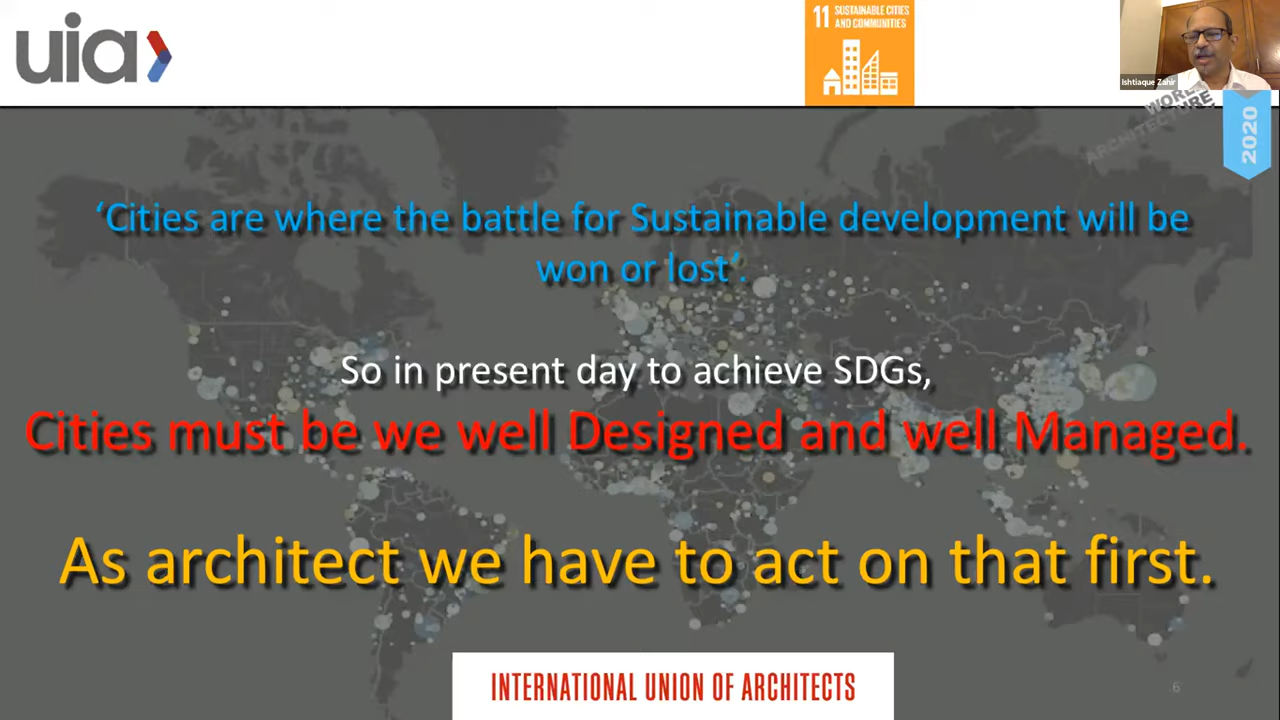 uia
11 SUSTAINABLE CITIES
AND COMMUNITIES
Ishtiaque Zahir
WORLD
ARCHITECTURE
2020
‘Cities are where the battle for Sustainable development will be
won or lost‘.
So in present day to achieve SDGs,
Cities must be we well Designed and well Managed.
As architect we have to act on that first.
INTERNATIONAL UNION OF ARCHITECTS
6